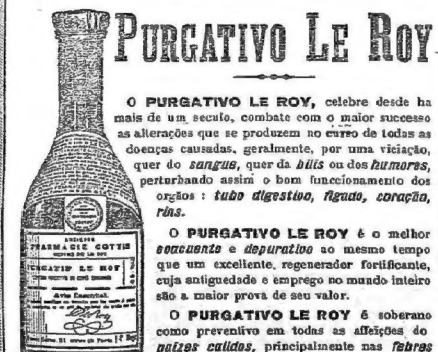 PURGATIVO LE ROY
O PURGATIVO LE ROY, celebre desde ha
mais de um seculo, combate com o maior successo
as alterações que se produzem no curso de todas as
doenças causadas, geralmente, por uma viciação,
quer do sangue, quer da bilis ou dos humores,
perturbando assim o bom funccionamento dos
orgãos : tubo digestivo, figado, coração,
rins.
O PURGATIVO LE ROY é o melhor
evacuante e depurativo ao mesmo tempo
que um excellente regenerador fortificante,
cuja antiguidade e emprego no mundo inteiro
são a maior prova de seu valor.
O PURGATIVO LE ROY é soberano
como preventivo em todas as affeições do
paizes calidos, principalmente nas febres
PHARMACIE COTTIN
PURGATIF LE ROY